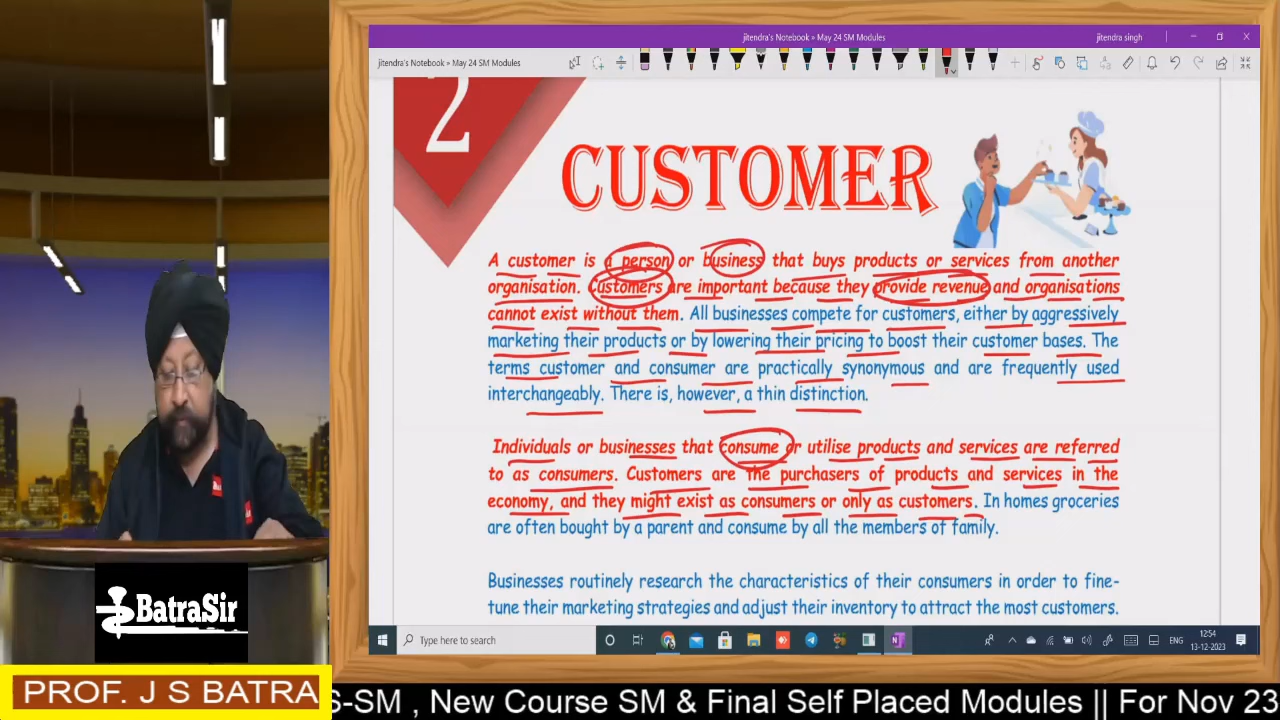 jitendra's Notebook » May 24 SM Modules
jitendra singh
jitendra's Notebook » May 24 SM Modules
2
CUSTOMER
A customer is a person or business that buys products or services from another
organisation. Customers are important because they provide revenue and organisations
cannot exist without them. All businesses compete for customers, either by aggressively
marketing their products or by lowering their pricing to boost their customer bases. The
terms customer and consumer are practically synonymous and are frequently used
interchangeably. There is, however, a thin distinction.
Individuals or businesses that consume or utilise products and services are referred
to as consumers. Customers are the purchasers of products and services in the
economy, and they might exist as consumers or only as customers. In homes groceries
are often bought by a parent and consume by all the members of family.
Businesses routinely research the characteristics of their consumers in order to fine-
tune their marketing strategies and adjust their inventory to attract the most customers.
BatraSir
Type here to search
ENG
12:54
13-12-2023
PROF. J S BATRA
S-SM , New Course SM & Final Self Placed Modules || For Nov 23